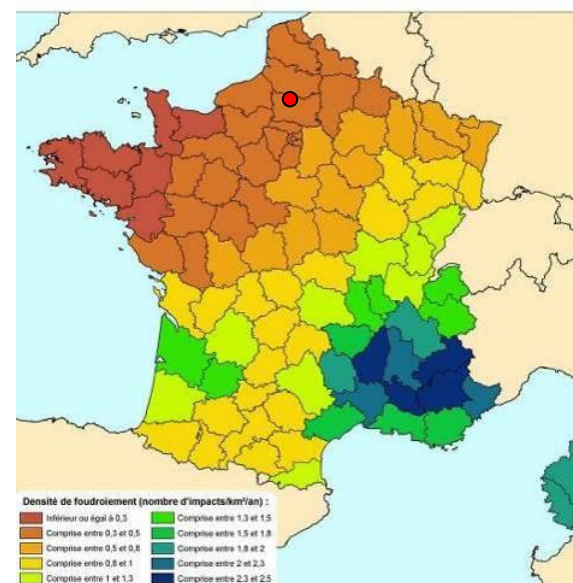 Densité de foudroiement (nombre d'impacts/km²/an) :
Inférieur ou égal à 0,3
Comprise entre 0,3 et 0,5
Comprise entre 0,5 et 0,8
Comprise entre 0,8 et 1
Comprise entre 1 et 1,3
Comprise entre 1,3 et 1,5
Comprise entre 1,5 et 1,8
Comprise entre 1,8 et 2
Comprise entre 2 et 2,3
Comprise entre 2,3 et 2,5